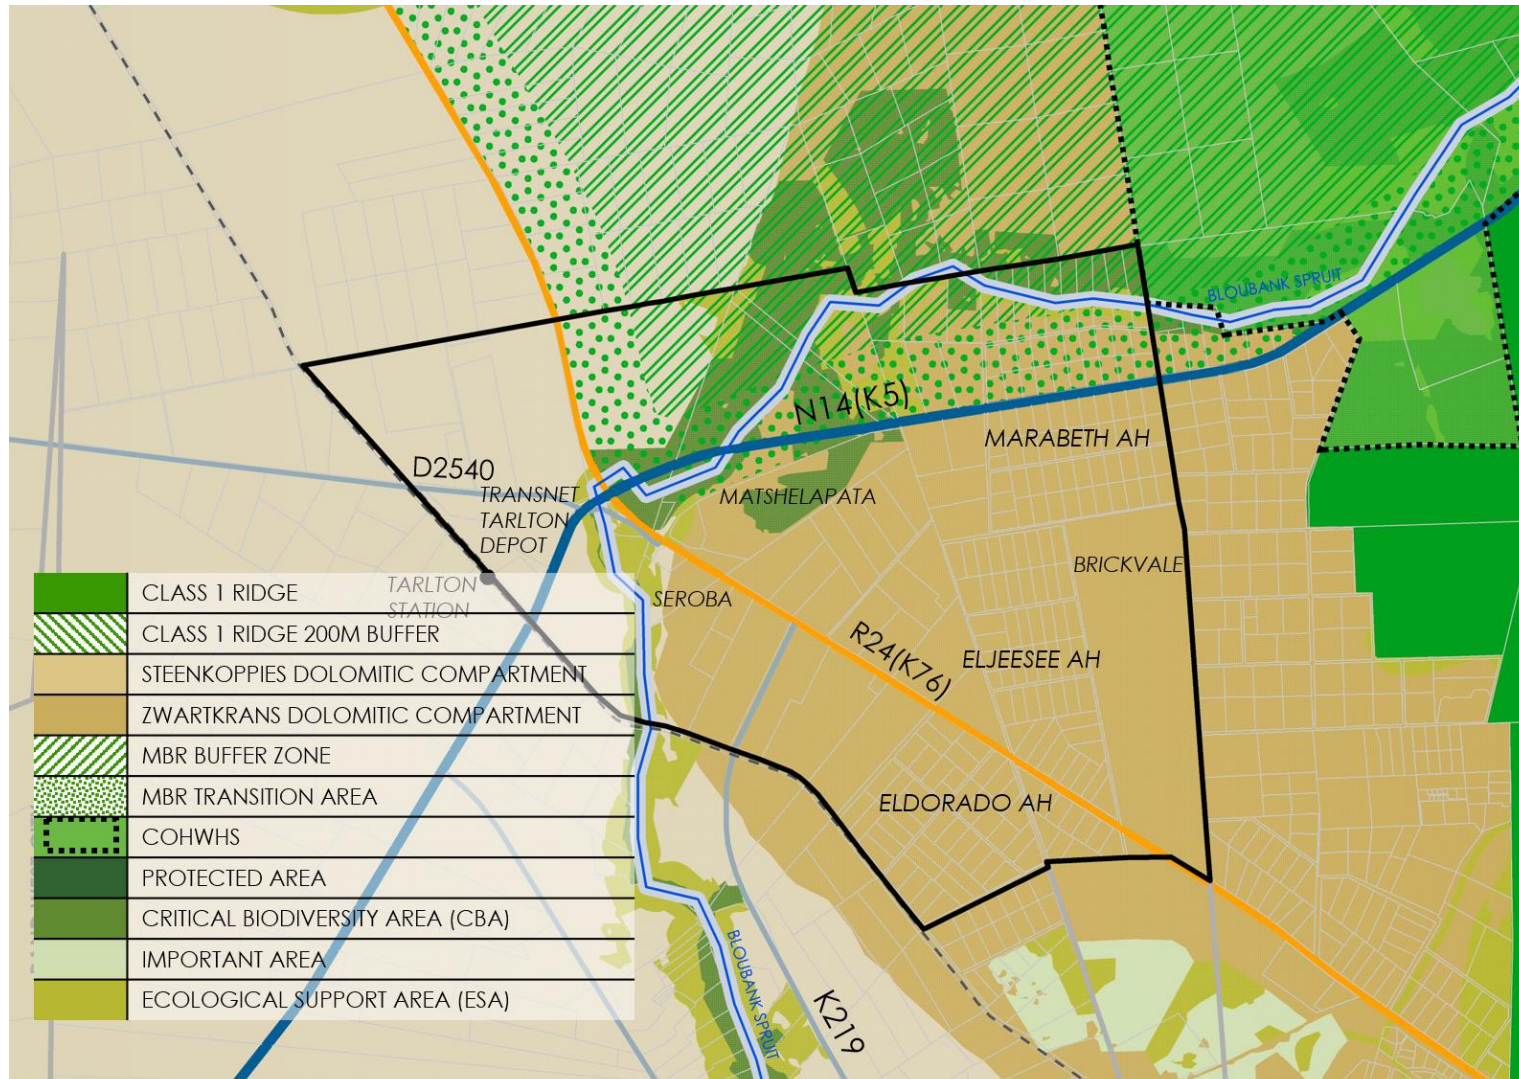 BLOUBANK SPRUIT
N14(K5)
MARABETH AH
D2540
TRANSNET
TARLTON
DEPOT
MATSHELAPATA
BRICKVALE
TARLTON
STATION
SEROBA
R24(K76)
ELJEESEE AH
ELDORADO AH
CLASS 1 RIDGE
CLASS 1 RIDGE 200M BUFFER
STEENKOPPIES DOLOMITIC COMPARTMENT
ZWARTKRANS DOLOMITIC COMPARTMENT
MBR BUFFER ZONE
MBR TRANSITION AREA
COHWHS
PROTECTED AREA
CRITICAL BIODIVERSITY AREA (CBA)
IMPORTANT AREA
ECOLOGICAL SUPPORT AREA (ESA)
BLOUBANK SPRUIT
K219